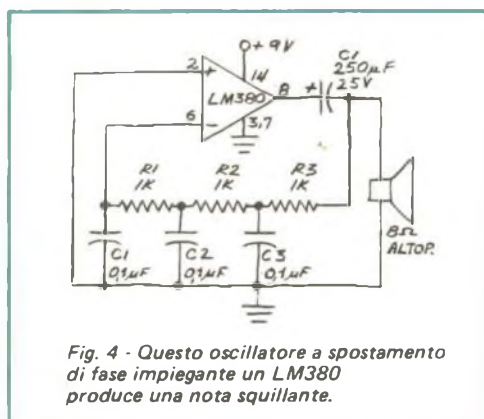 O+9V
C1
250µF
25V
2
+
14
LM380
8
+
6
-
3,7
R1
1K
R2
1K
R3
1K
C1
0,1µF
C2
0,1µF
C3
0,1µF
8Ω
ALTOP.
Fig. 4 - Questo oscillatore a spostamento
di fase impiegante un LM380
produce una nota squillante.